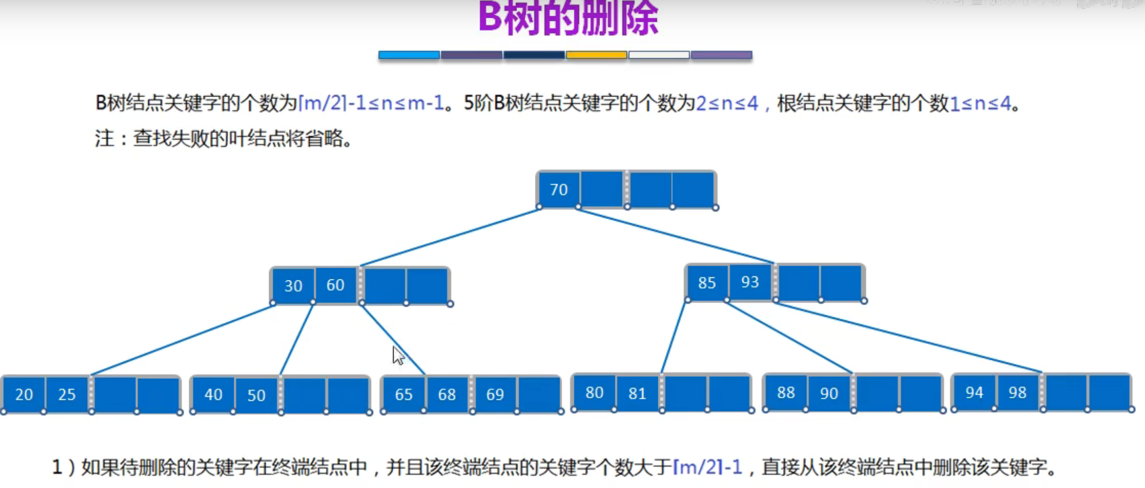 B树的删除
B树结点关键字的个数为⌈m/2⌉-1≤n≤m-1。5阶B树结点关键字的个数为2≤n≤4，根结点关键字的个数1≤n≤4。
注：查找失败的叶结点将省略。
70
30 60 85 93
20 25 40 50 65 68 69 80 81 88 90 94 98
1）如果待删除的关键字在终端结点中，并且该终端结点的关键字个数大于⌈m/2⌉-1，直接从该终端结点中删除该关键字。